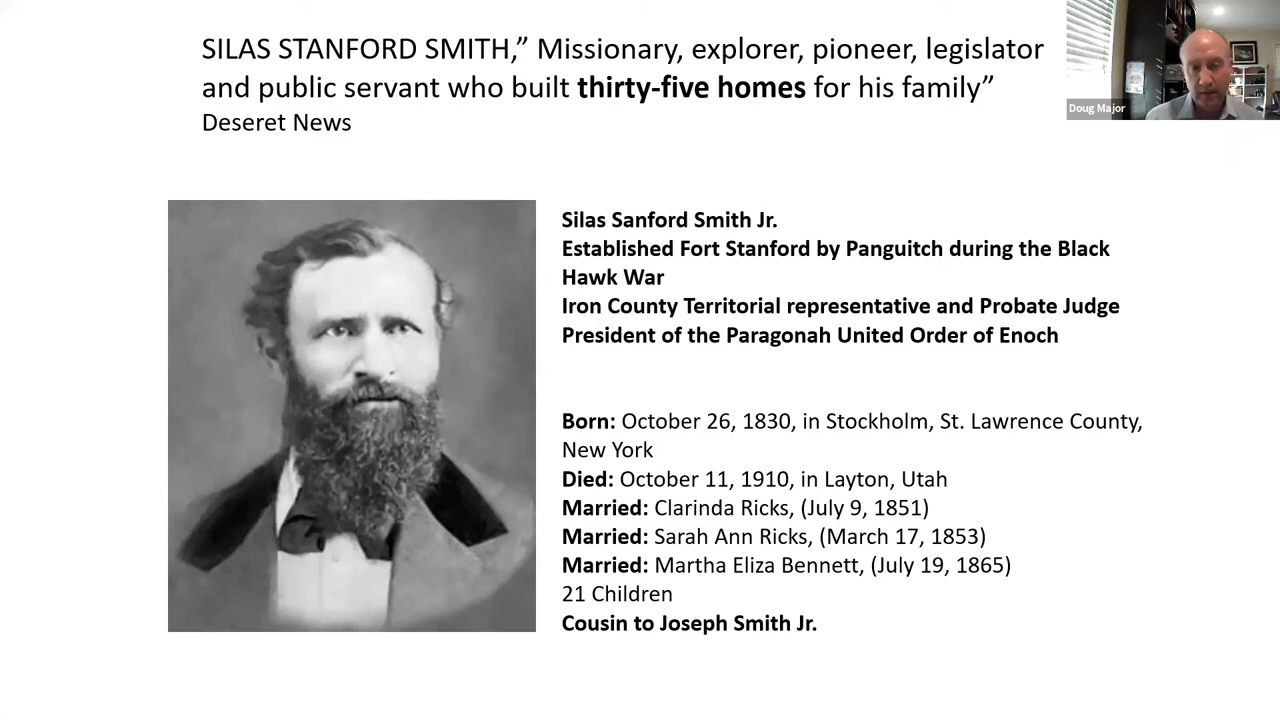 SILAS STANFORD SMITH,” Missionary, explorer, pioneer, legislator
and public servant who built thirty-five homes for his family”
Deseret News
Doug Major
Silas Sanford Smith Jr.
Established Fort Stanford by Panguitch during the Black
Hawk War
Iron County Territorial representative and Probate Judge
President of the Paragonah United Order of Enoch
Born: October 26, 1830, in Stockholm, St. Lawrence County,
New York
Died: October 11, 1910, in Layton, Utah
Married: Clarinda Ricks, (July 9, 1851)
Married: Sarah Ann Ricks, (March 17, 1853)
Married: Martha Eliza Bennett, (July 19, 1865)
21 Children
Cousin to Joseph Smith Jr.